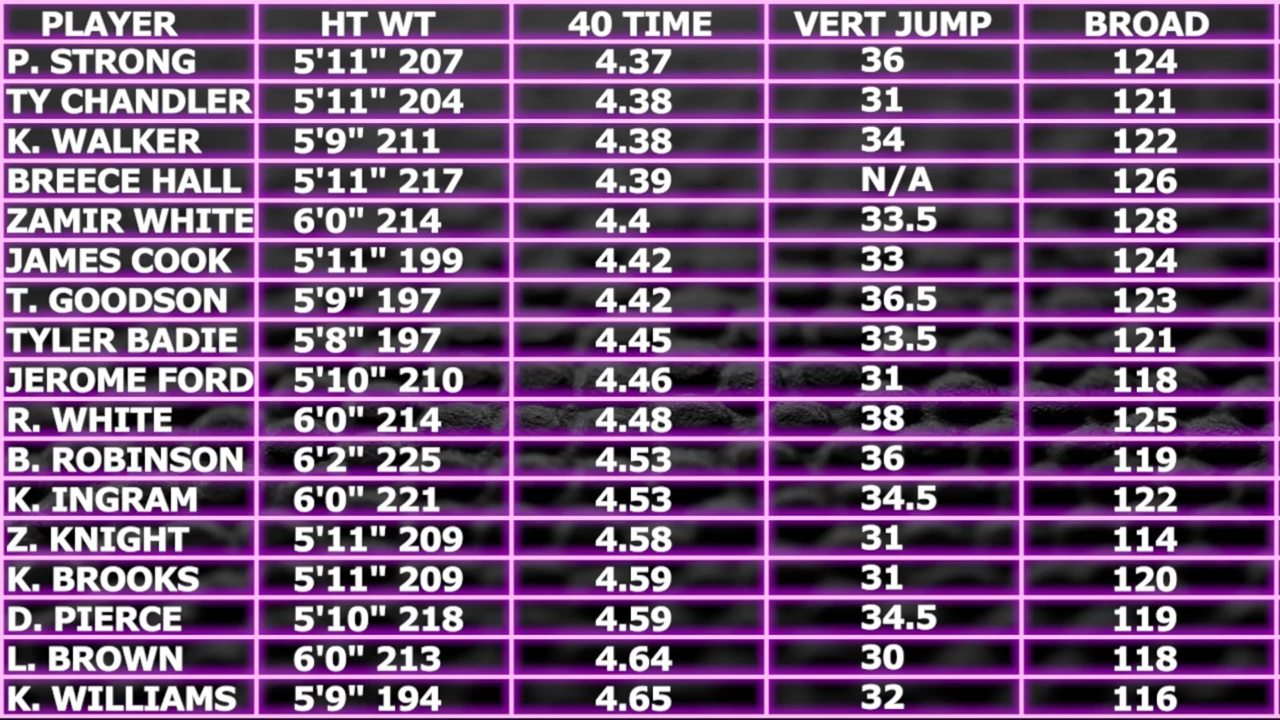 PLAYER HT WT 40 TIME VERT JUMP BROAD
P. STRONG 5'11" 207 4.37 36 124
TY CHANDLER 5'11" 204 4.38 31 121
K. WALKER 5'9" 211 4.38 34 122
BREECE HALL 5'11" 217 4.39 N/A 126
ZAMIR WHITE 6'0" 214 4.4 33.5 128
JAMES COOK 5'11" 199 4.42 33 124
T. GOODSON 5'9" 197 4.42 36.5 123
TYLER BADIE 5'8" 197 4.45 33.5 121
JEROME FORD 5'10" 210 4.46 31 118
R. WHITE 6'0" 214 4.48 38 125
B. ROBINSON 6'2" 225 4.53 36 119
K. INGRAM 6'0" 221 4.53 34.5 122
Z. KNIGHT 5'11" 209 4.58 31 114
K. BROOKS 5'11" 209 4.59 31 120
D. PIERCE 5'10" 218 4.59 34.5 119
L. BROWN 6'0" 213 4.64 30 118
K. WILLIAMS 5'9" 194 4.65 32 116